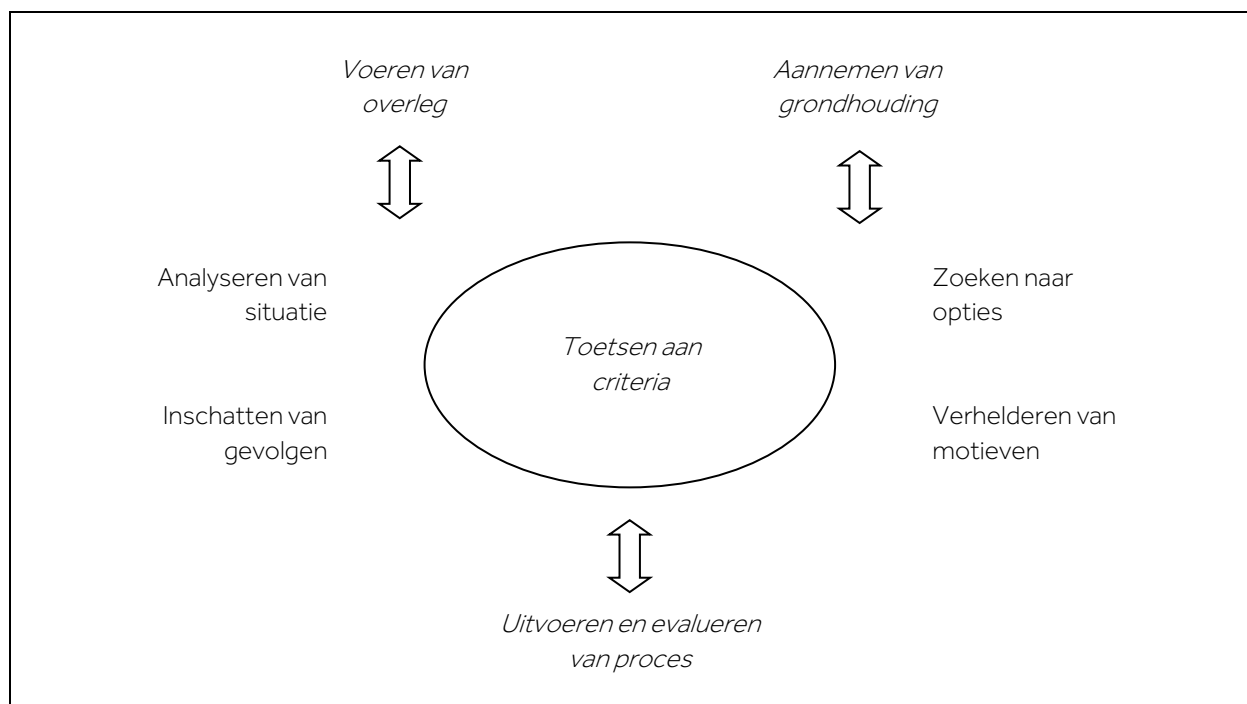 Voeren van
overleg
Aannemen van
grondhouding
Analyseren van
situatie
Zoeken naar
opties
Toetsen aan
criteria
Inschatten van
gevolgen
Verhelderen van
motieven
Uitvoeren en evalueren
van proces